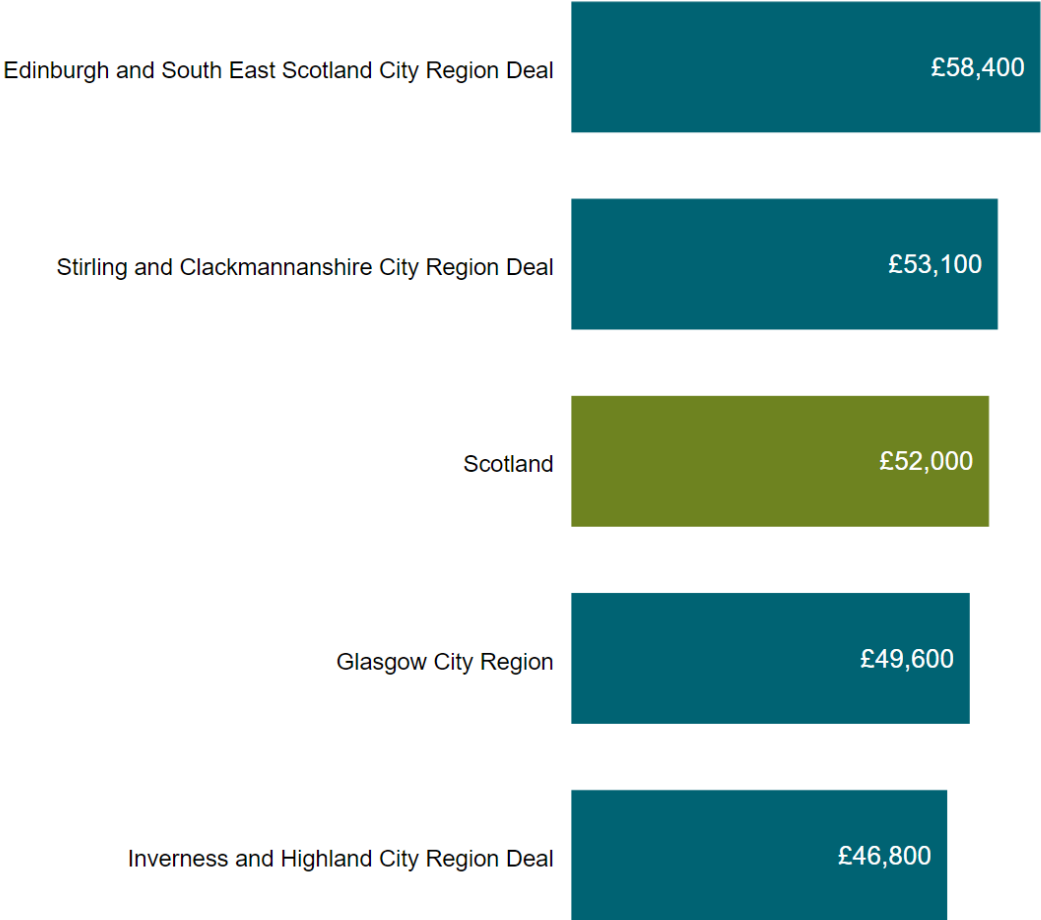 Edinburgh and South East Scotland City Region Deal £58,400
Stirling and Clackmannanshire City Region Deal £53,100
Scotland £52,000
Glasgow City Region £49,600
Inverness and Highland City Region Deal £46,800